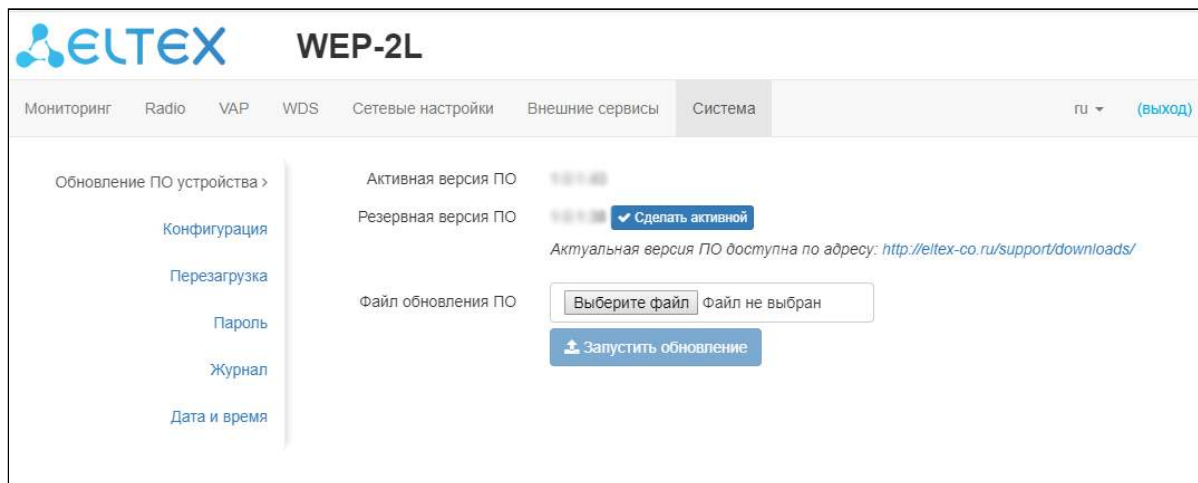 ELTEX WEP-2L
Мониторинг Radio VAP WDS Сетевые настройки Внешние сервисы Система ru (выход)
Обновление ПО устройства >
Конфигурация
Перезагрузка
Пароль
Журнал
Дата и время
Активная версия ПО
Резервная версия ПО Сделать активной
Актуальная версия ПО доступна по адресу: http://eltex-co.ru/support/downloads/
Файл обновления ПО Выберите файл Файл не выбран
Запустить обновление